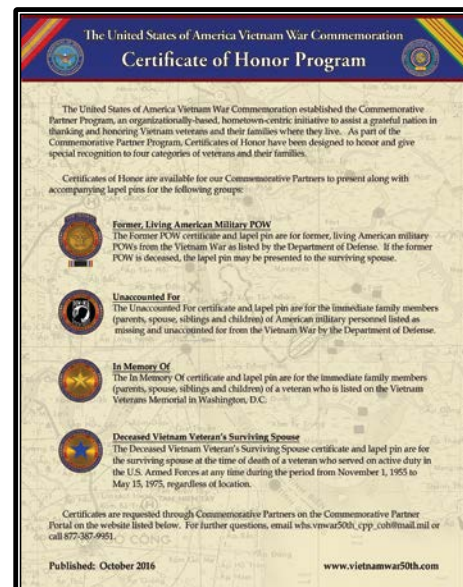 The United States of America Vietnam War Commemoration
Certificate of Honor Program
The United States of America Vietnam War Commemoration established the Commemorative
Partner Program, an organizationally-based, hometown-centric initiative to assist a grateful nation in
thanking and honoring Vietnam veterans and their families where they live. As part of the
Commemorative Partner Program, Certificates of Honor have been designed to honor and give
special recognition to four categories of veterans and their families.
Certificates of Honor are available for our Commemorative Partners to present along with
accompanying lapel pins for the following groups:
Former, Living American Military POW
The Former POW certificate and lapel pin are for former, living American military
POWs from the Vietnam War as listed by the Department of Defense. If the former
POW is deceased, the lapel pin may be presented to the surviving spouse.
Unaccounted For
The Unaccounted For certificate and lapel pin are for the immediate family members
(parents, spouse, siblings and children) of American military personnel listed as
missing and unaccounted for from the Vietnam War by the Department of Defense.
In Memory Of
The In Memory Of certificate and lapel pin are for the immediate family members
(parents, spouse, siblings and children) of a veteran who is listed on the Vietnam
Veterans Memorial in Washington, D.C.
Deceased Vietnam Veteran's Surviving Spouse
The Deceased Vietnam Veteran's Surviving Spouse certificate and lapel pin are for
the surviving spouse at the time of death of a veteran who served on active duty in
the U.S. Armed Forces at any time during the period from November 1, 1955 to
May 15, 1975, regardless of location.
Certificates are requested through Commemorative Partners on the Commemorative Partner
Portal on the website listed below. For further questions, email whs.vnwar50th_cpp_coh@mail.mil or
call 877-387-9951.
Published: October 2016 www.vietnamwar50th.com